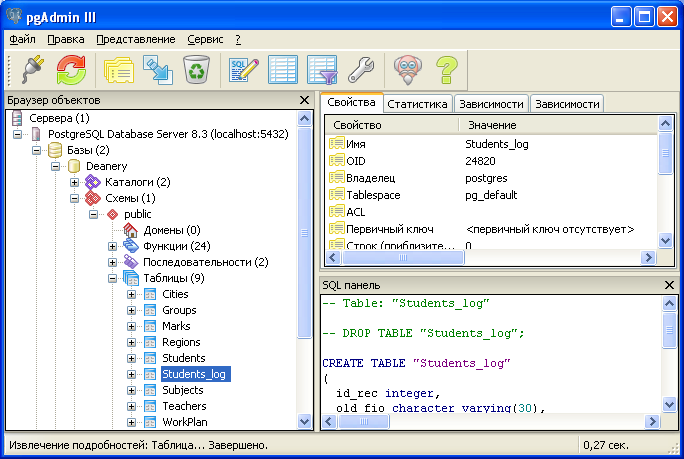 pgAdmin III
Файл Правка Представление Сервис ?
SQL
Браузер объектов
Сервера (1)
PostgreSQL Database Server 8.3 (localhost:5432)
Базы (2)
Deanery
Каталоги (2)
Схемы (1)
public
Домены (0)
Функции (24)
Последовательности (2)
Таблицы (9)
Cities
Groups
Marks
Regions
Students
Students_log
Subjects
Teachers
WorkPlan
Свойства Статистика Зависимости Зависимости
Свойство Значение
Имя Students_log
OID 24820
Владелец postgres
Tablespace pg_default
ACL
Первичный ключ <первичный ключ отсутствует>
Строк (приблизите... 0
SQL панель
-- Table: "Students_log"
-- DROP TABLE "Students_log";
CREATE TABLE "Students_log"
(
id_rec integer,
old_fio character varying(30),
Извлечение подробностей: Таблица... Завершено. 0,27 сек.